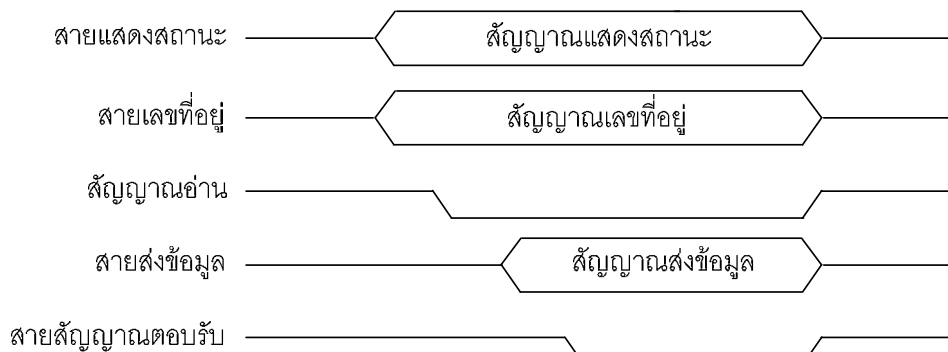 สายแสดงสถานะ
สัญญาณแสดงสถานะ
สายเลขที่อยู่
สัญญาณเลขที่อยู่
สัญญาณอ่าน
สายส่งข้อมูล
สัญญาณส่งข้อมูล
สายสัญญาณตอบรับ